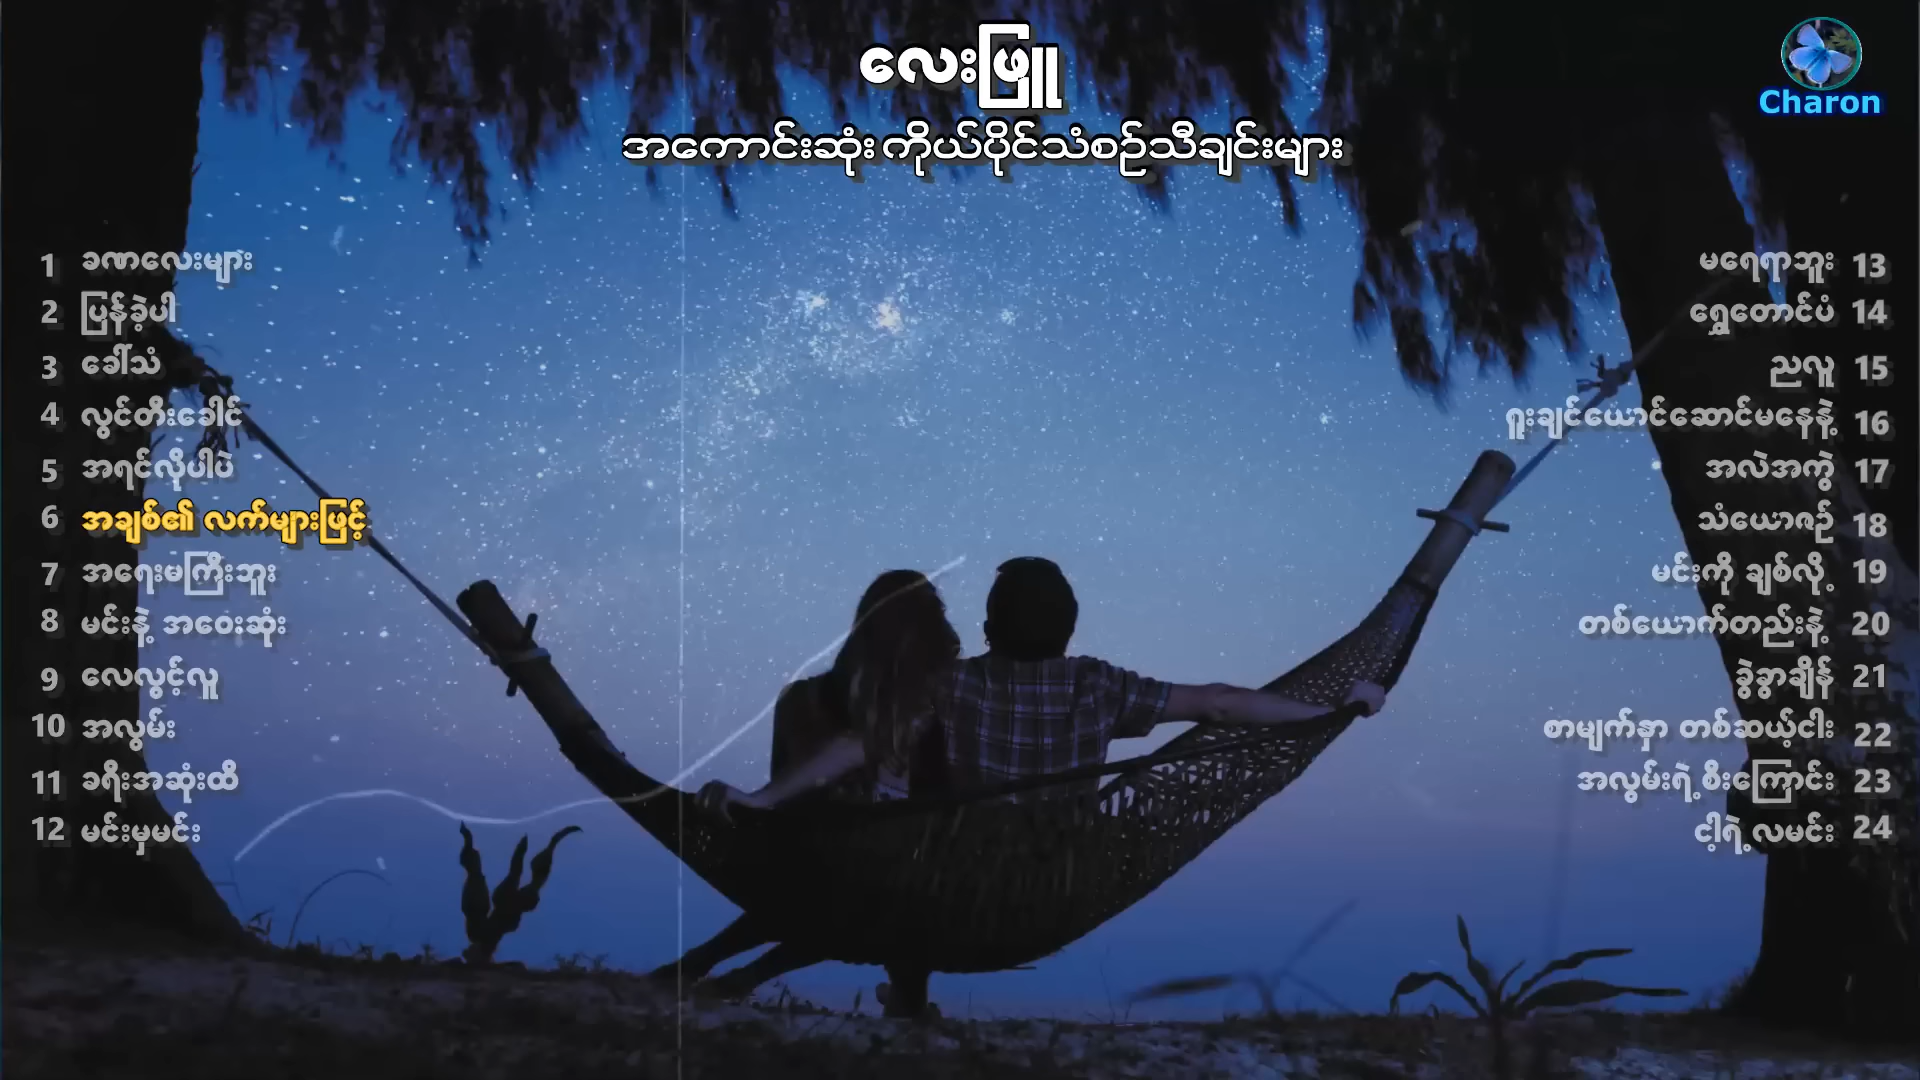 လေးဖြူ
Charon
အကောင်းဆုံး ကိုယ်ပိုင်သံစဉ်သီချင်းများ
1 ခဏလေးများ
2 ပြန်ခဲ့ပါ
3 ခေါ်သံ
4 လွင်တီးခေါင်
5 အရင်လိုပါပဲ
6 အချစ်၏ လက်များဖြင့်
7 အရေးမကြီးဘူး
8 မင်းနဲ့ အဝေးဆုံး
9 လေလွင့်လူ
10 အလွမ်း
11 ခရီးအဆုံးထိ
12 မင်းမှမင်း
မရေရာဘူး 13
ရွှေတောင်ပံ 14
ညလူ 15
ရူးချင်ယောင်ဆောင်မနေနဲ့ 16
အလဲအကွဲ 17
သံယောဇဉ် 18
မင်းကို ချစ်လို့ 19
တစ်ယောက်တည်းနဲ့ 20
ခွဲခွာချိန် 21
စာမျက်နှာ တစ်ဆယ့်ငါး 22
အလွမ်းရဲ့စီးကြောင်း 23
ငါ့ရဲ့လမင်း 24